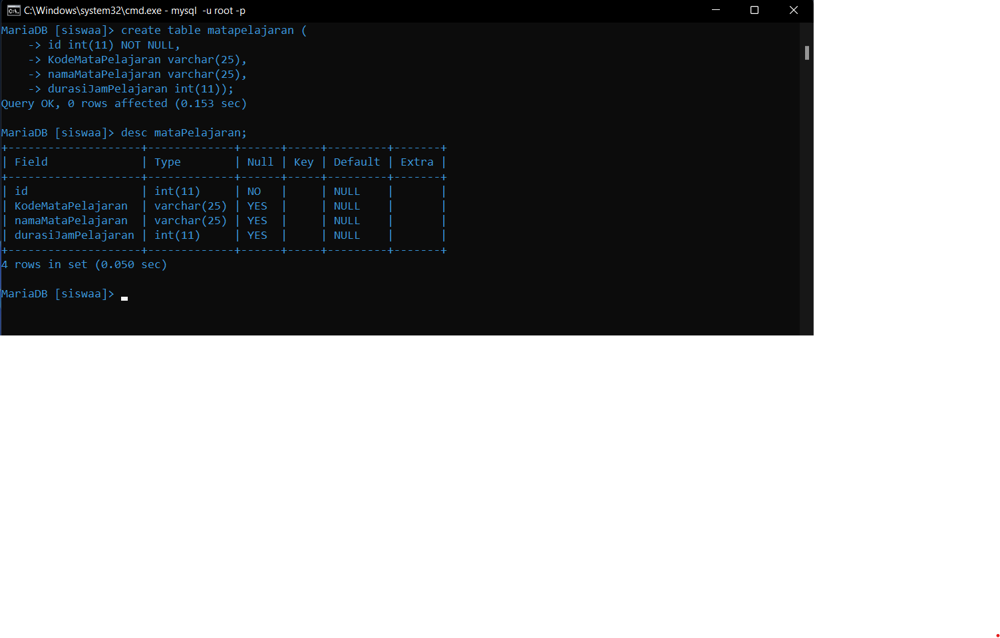 C:\Windows\system32\cmd.exe - mysql  -u root -p
MariaDB [siswaa]> create table matapelajaran (
    -> id int(11) NOT NULL,
    -> KodeMataPelajaran varchar(25),
    -> namaMataPelajaran varchar(25),
    -> durasiJamPelajaran int(11));
Query OK, 0 rows affected (0.153 sec)

MariaDB [siswaa]> desc mataPelajaran;
+--------------------+-------------+------+-----+---------+-------+
| Field              | Type        | Null | Key | Default | Extra |
+--------------------+-------------+------+-----+---------+-------+
| id                 | int(11)     | NO   |     | NULL    |       |
| KodeMataPelajaran  | varchar(25) | YES  |     | NULL    |       |
| namaMataPelajaran  | varchar(25) | YES  |     | NULL    |       |
| durasiJamPelajaran | int(11)     | YES  |     | NULL    |       |
+--------------------+-------------+------+-----+---------+-------+
4 rows in set (0.050 sec)

MariaDB [siswaa]> _